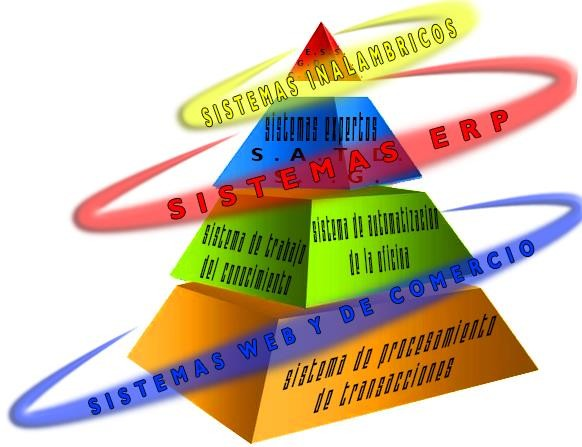 E.S.S.
SISTEMAS INALAMBRICOS
sistemas expertos
S.A.T.D.
SISTEMAS ERP
sistema de trabajo
del conocimiento
sistema de automatizacion
de la oficina
SISTEMAS WEB Y DE COMERCIO
sistema de procesamiento
de transacciones